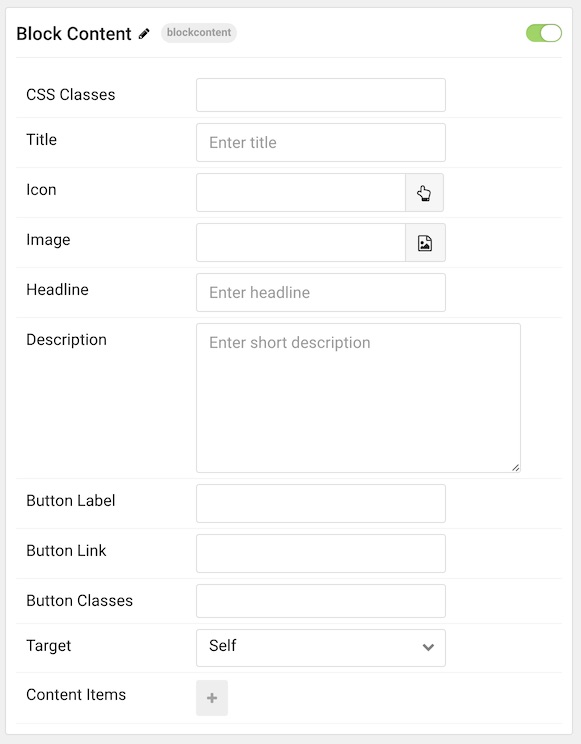 Block Content blockcontent
CSS Classes
Title Enter title
Icon
Image
Headline Enter headline
Description Enter short description
Button Label
Button Link
Button Classes
Target Self
Content Items +